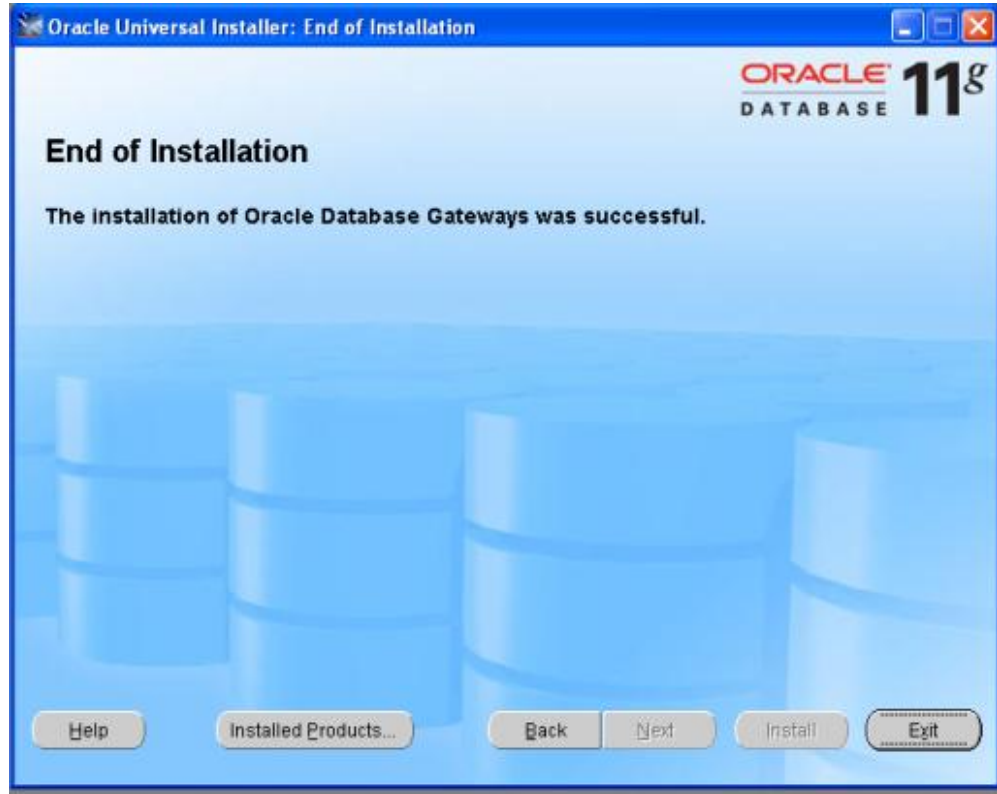 Oracle Universal Installer: End of Installation
ORACLE 11g
DATABASE
End of Installation
The installation of Oracle Database Gateways was successful.
Help Installed Products... Back Next Install Exit